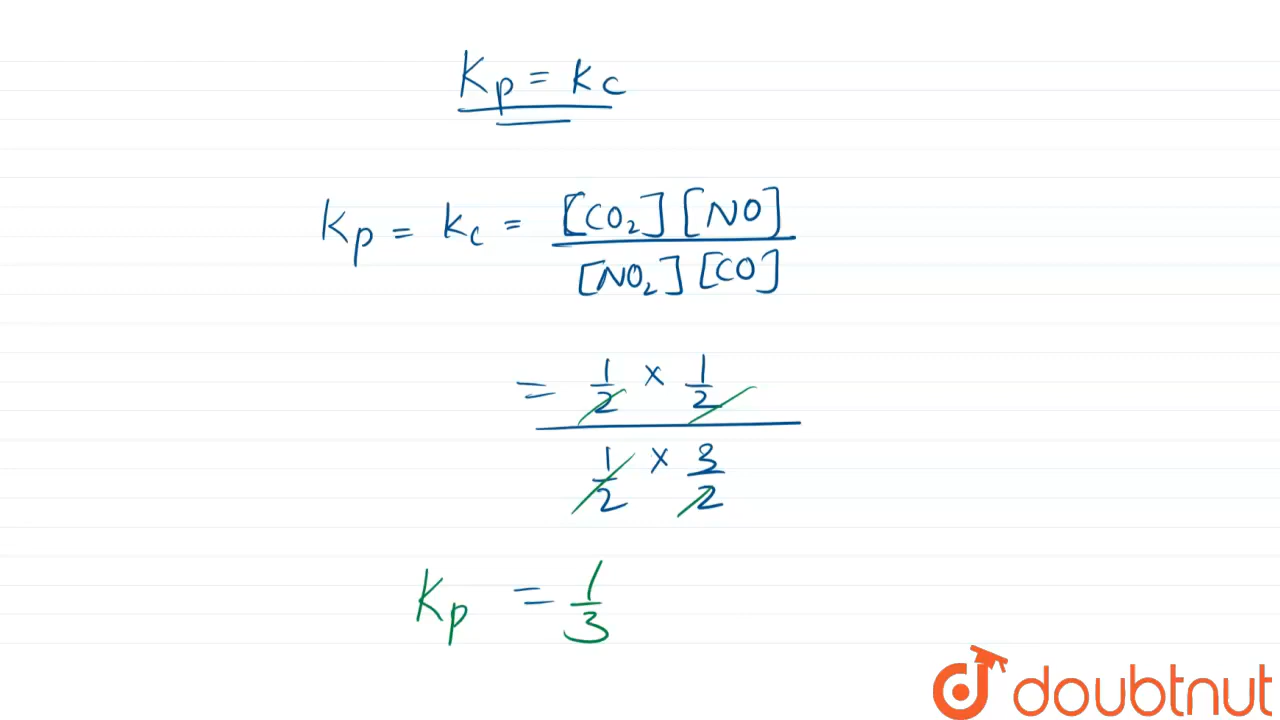 Kp = Kc
Kp = Kc = [CO₂] [NO] / [NO₂] [CO]
= 1/2 × 1/2 / 1/2 × 3/2
Kp = 1/3
doubtnut